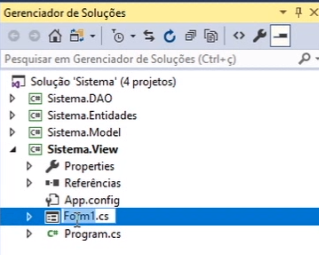 Gerenciador de Soluções
Pesquisar em Gerenciador de Soluções (Ctrl+ç)
Solução 'Sistema' (4 projetos)
C# Sistema.DAO
C# Sistema.Entidades
C# Sistema.Model
C# Sistema.View
Properties
Referências
App.config
Form1.cs
C# Program.cs